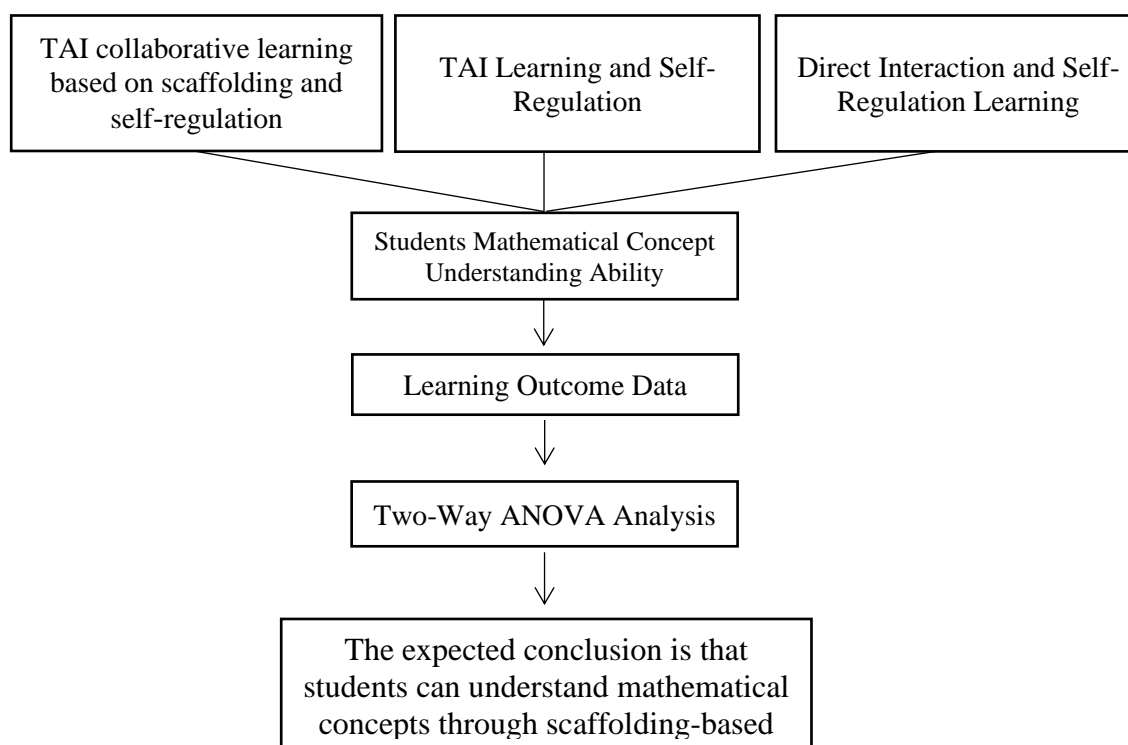 TAI collaborative learning
based on scaffolding and
self-regulation
TAI Learning and Self-
Regulation
Direct Interaction and Self-
Regulation Learning
Students Mathematical Concept
Understanding Ability
Learning Outcome Data
Two-Way ANOVA Analysis
The expected conclusion is that
students can understand mathematical
concepts through scaffolding-based